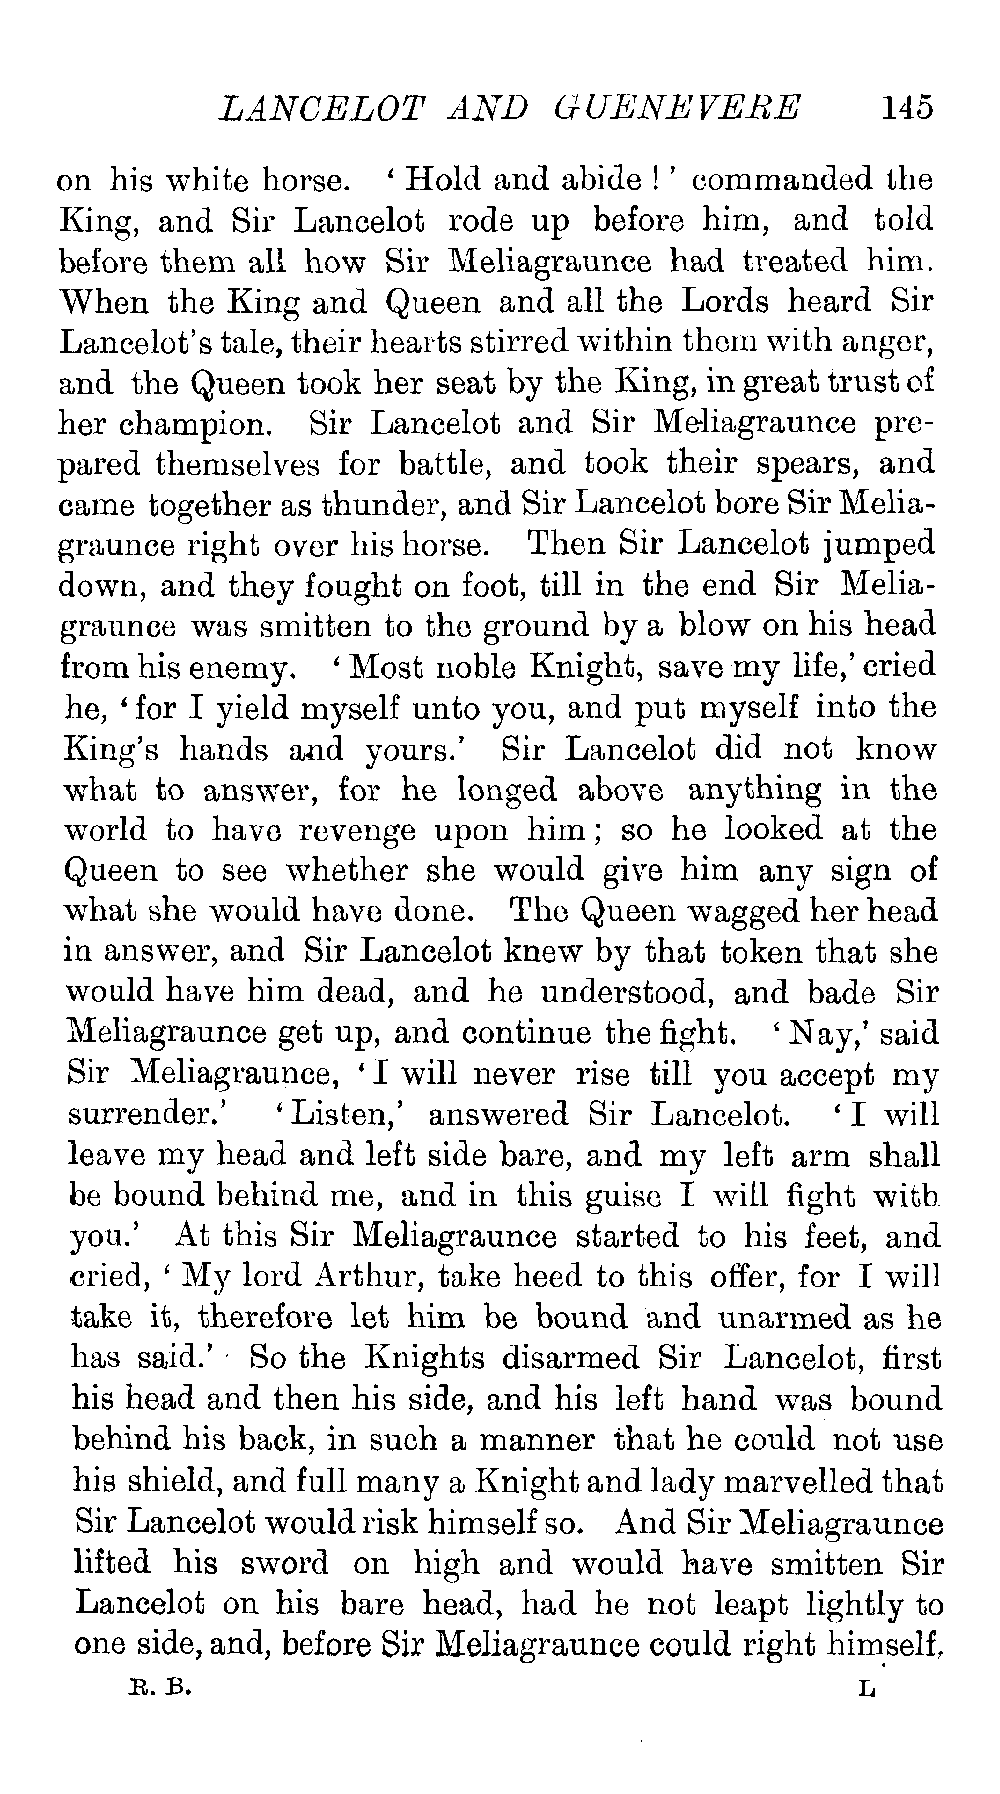 LANCELOT AND GUENEVERE 145
on his white horse. ‘Hold and abide!’ commanded the
King, and Sir Lancelot rode up before him, and told
before them all how Sir Meliagraunce had treated him.
When the King and Queen and all the Lords heard Sir
Lancelot’s tale, their hearts stirred within them with anger,
and the Queen took her seat by the King, in great trust of
her champion. Sir Lancelot and Sir Meliagraunce pre-
pared themselves for battle, and took their spears, and
came together as thunder, and Sir Lancelot bore Sir Melia-
graunce right over his horse. Then Sir Lancelot jumped
down, and they fought on foot, till in the end Sir Melia-
graunce was smitten to the ground by a blow on his head
from his enemy. ‘Most noble Knight, save my life,’ cried
he, ‘for I yield myself unto you, and put myself into the
King’s hands and yours.’ Sir Lancelot did not know
what to answer, for he longed above anything in the
world to have revenge upon him; so he looked at the
Queen to see whether she would give him any sign of
what she would have done. The Queen wagged her head
in answer, and Sir Lancelot knew by that token that she
would have him dead, and he understood, and bade Sir
Meliagraunce get up, and continue the fight. ‘Nay,’ said
Sir Meliagraunce, ‘I will never rise till you accept my
surrender.’ ‘Listen,’ answered Sir Lancelot. ‘I will
leave my head and left side bare, and my left arm shall
be bound behind me, and in this guise I will fight with
you.’ At this Sir Meliagraunce started to his feet, and
cried, ‘My lord Arthur, take heed to this offer, for I will
take it, therefore let him be bound and unarmed as he
has said.’ So the Knights disarmed Sir Lancelot, first
his head and then his side, and his left hand was bound
behind his back, in such a manner that he could not use
his shield, and full many a Knight and lady marvelled that
Sir Lancelot would risk himself so. And Sir Meliagraunce
lifted his sword on high and would have smitten Sir
Lancelot on his bare head, had he not leapt lightly to
one side, and, before Sir Meliagraunce could right himself,
R. B. L